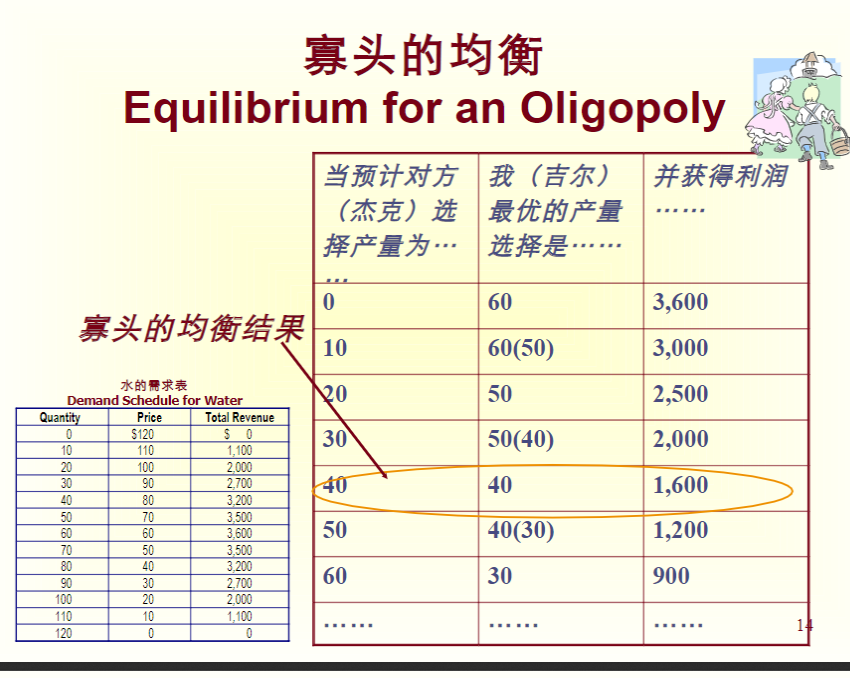 寡头的均衡
Equilibrium for an Oligopoly
当预计对方
（杰克）选
择产量为…
…
我（吉尔）
最优的产量
选择是……
并获得利润
……
0 60 3,600
10 60(50) 3,000
20 50 2,500
30 50(40) 2,000
40 40 1,600
50 40(30) 1,200
60 30 900
…… …… ……
寡头的均衡结果
水的需求表
Demand Schedule for Water
Quantity Price Total Revenue
0 $120 $ 0
10 110 1,100
20 100 2,000
30 90 2,700
40 80 3,200
50 70 3,500
60 60 3,600
70 50 3,500
80 40 3,200
90 30 2,700
100 20 2,000
110 10 1,100
120 0 0
14